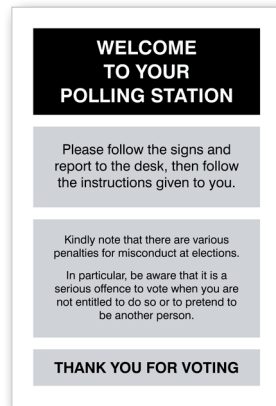 WELCOME
TO YOUR
POLLING STATION
Please follow the signs and
report to the desk, then follow
the instructions given to you.
Kindly note that there are various
penalties for misconduct at elections.
In particular, be aware that it is a
serious offence to vote when you are
not entitled to do so or to pretend to
be another person.
THANK YOU FOR VOTING